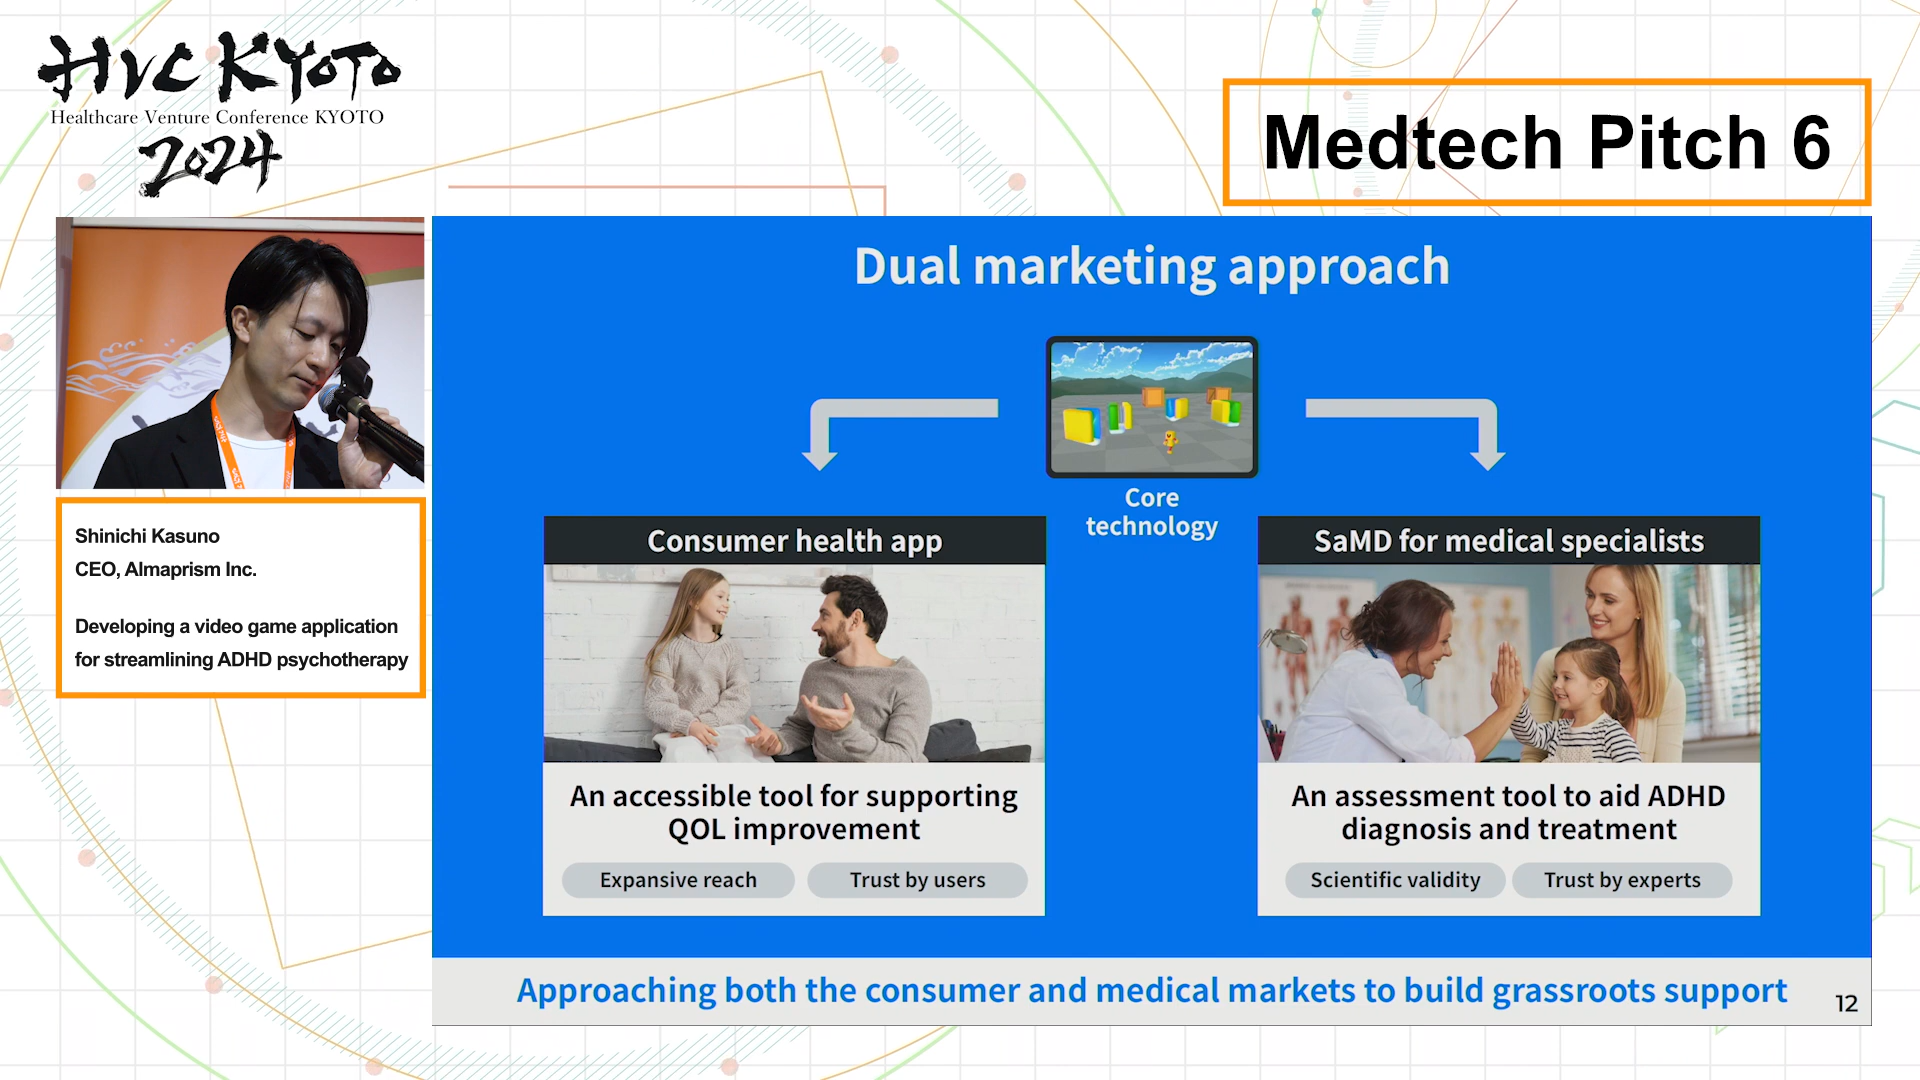 HVC KYOTO
Healthcare Venture Conference KYOTO
2024
Medtech Pitch 6
Shinichi Kasuno
CEO, Almaprism Inc.
Developing a video game application
for streamlining ADHD psychotherapy
Dual marketing approach
Core
technology
Consumer health app
An accessible tool for supporting
QOL improvement
Expansive reach
Trust by users
SaMD for medical specialists
An assessment tool to aid ADHD
diagnosis and treatment
Scientific validity
Trust by experts
Approaching both the consumer and medical markets to build grassroots support
12